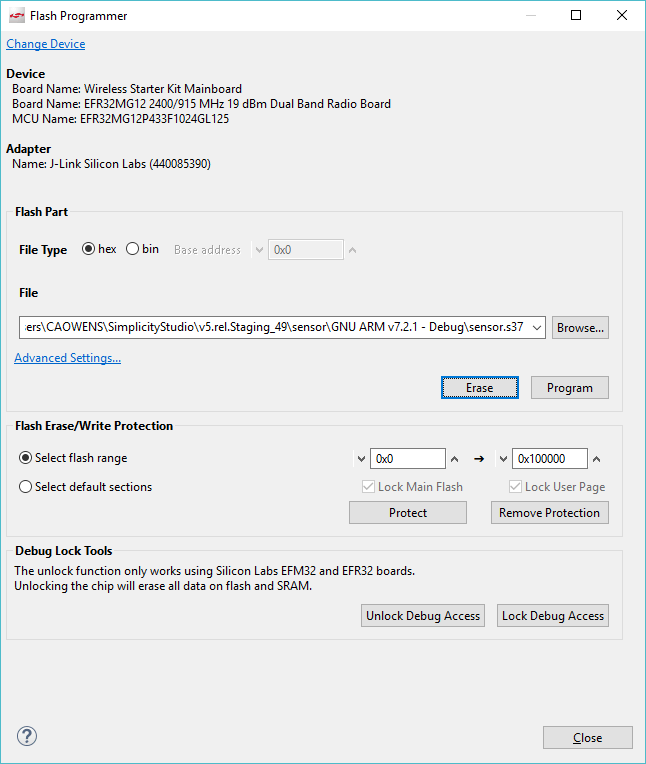 Flash Programmer
Change Device
Device
Board Name: Wireless Starter Kit Mainboard
Board Name: EFR32MG12 2400/915 MHz 19 dBm Dual Band Radio Board
MCU Name: EFR32MG12P433F1024GL125
Adapter
Name: J-Link Silicon Labs (440085390)
Flash Part
File Type hex bin Base address 0x0
File
ers\CAOWENS\SimplicityStudio\v5.rel.Staging_49\sensor\GNU ARM v7.2.1 - Debug\sensor.s37 Browse...
Advanced Settings...
Erase Program
Flash Erase/Write Protection
Select flash range 0x0 → 0x100000
Select default sections Lock Main Flash Lock User Page
Protect Remove Protection
Debug Lock Tools
The unlock function only works using Silicon Labs EFM32 and EFR32 boards.
Unlocking the chip will erase all data on flash and SRAM.
Unlock Debug Access Lock Debug Access
? Close